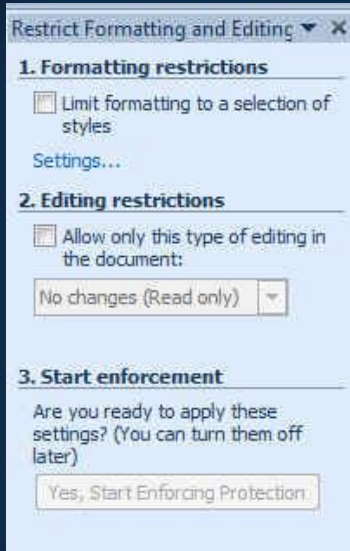 Restrict Formatting and Editing
1. Formatting restrictions
Limit formatting to a selection of
styles
Settings...
2. Editing restrictions
Allow only this type of editing in
the document:
No changes (Read only)
3. Start enforcement
Are you ready to apply these
settings? (You can turn them off
later)
Yes, Start Enforcing Protection